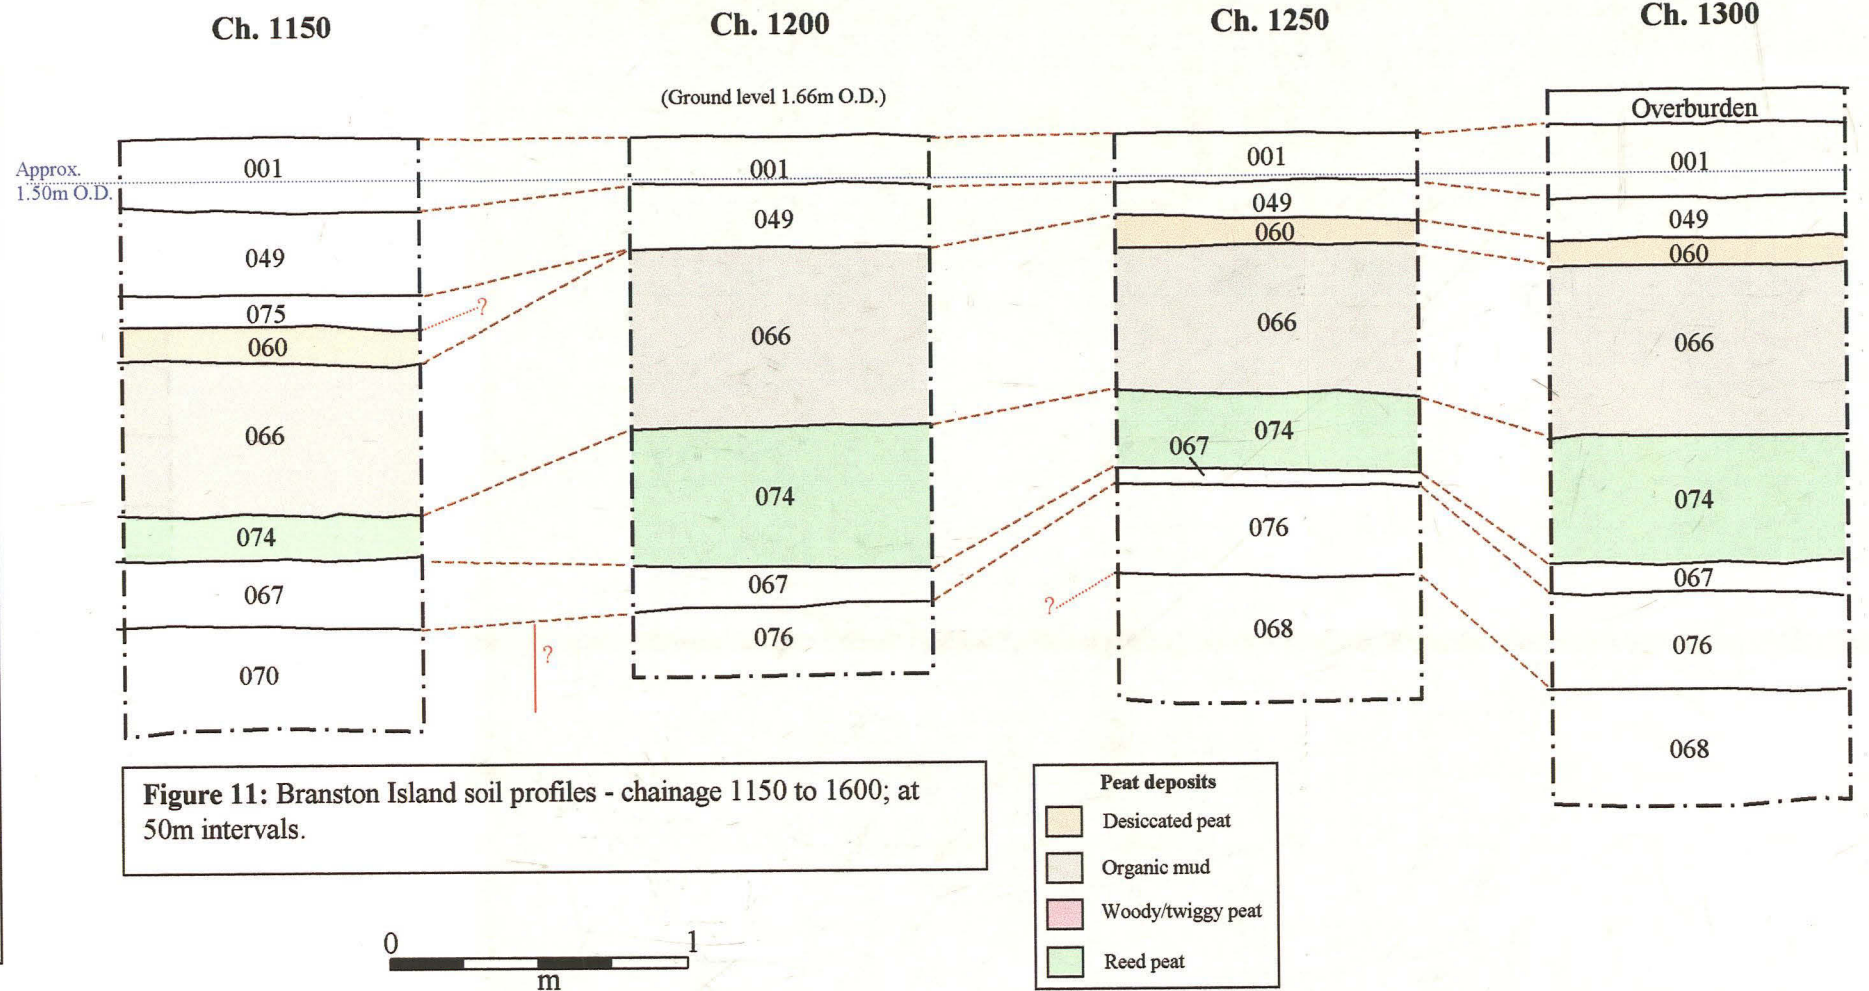 Ch. 1150
Ch. 1200
Ch. 1250
Ch. 1300
(Ground level 1.66m O.D.)
Approx.
1.50m O.D.
001
049
075
060
066
074
067
070
?
?
001
049
066
074
067
076
001
049
060
066
074
067
076
068
?
Overburden
001
049
060
066
074
067
076
068
Figure 11: Branston Island soil profiles - chainage 1150 to 1600; at
50m intervals.
0 1
m
Peat deposits
Desiccated peat
Organic mud
Woody/twiggy peat
Reed peat